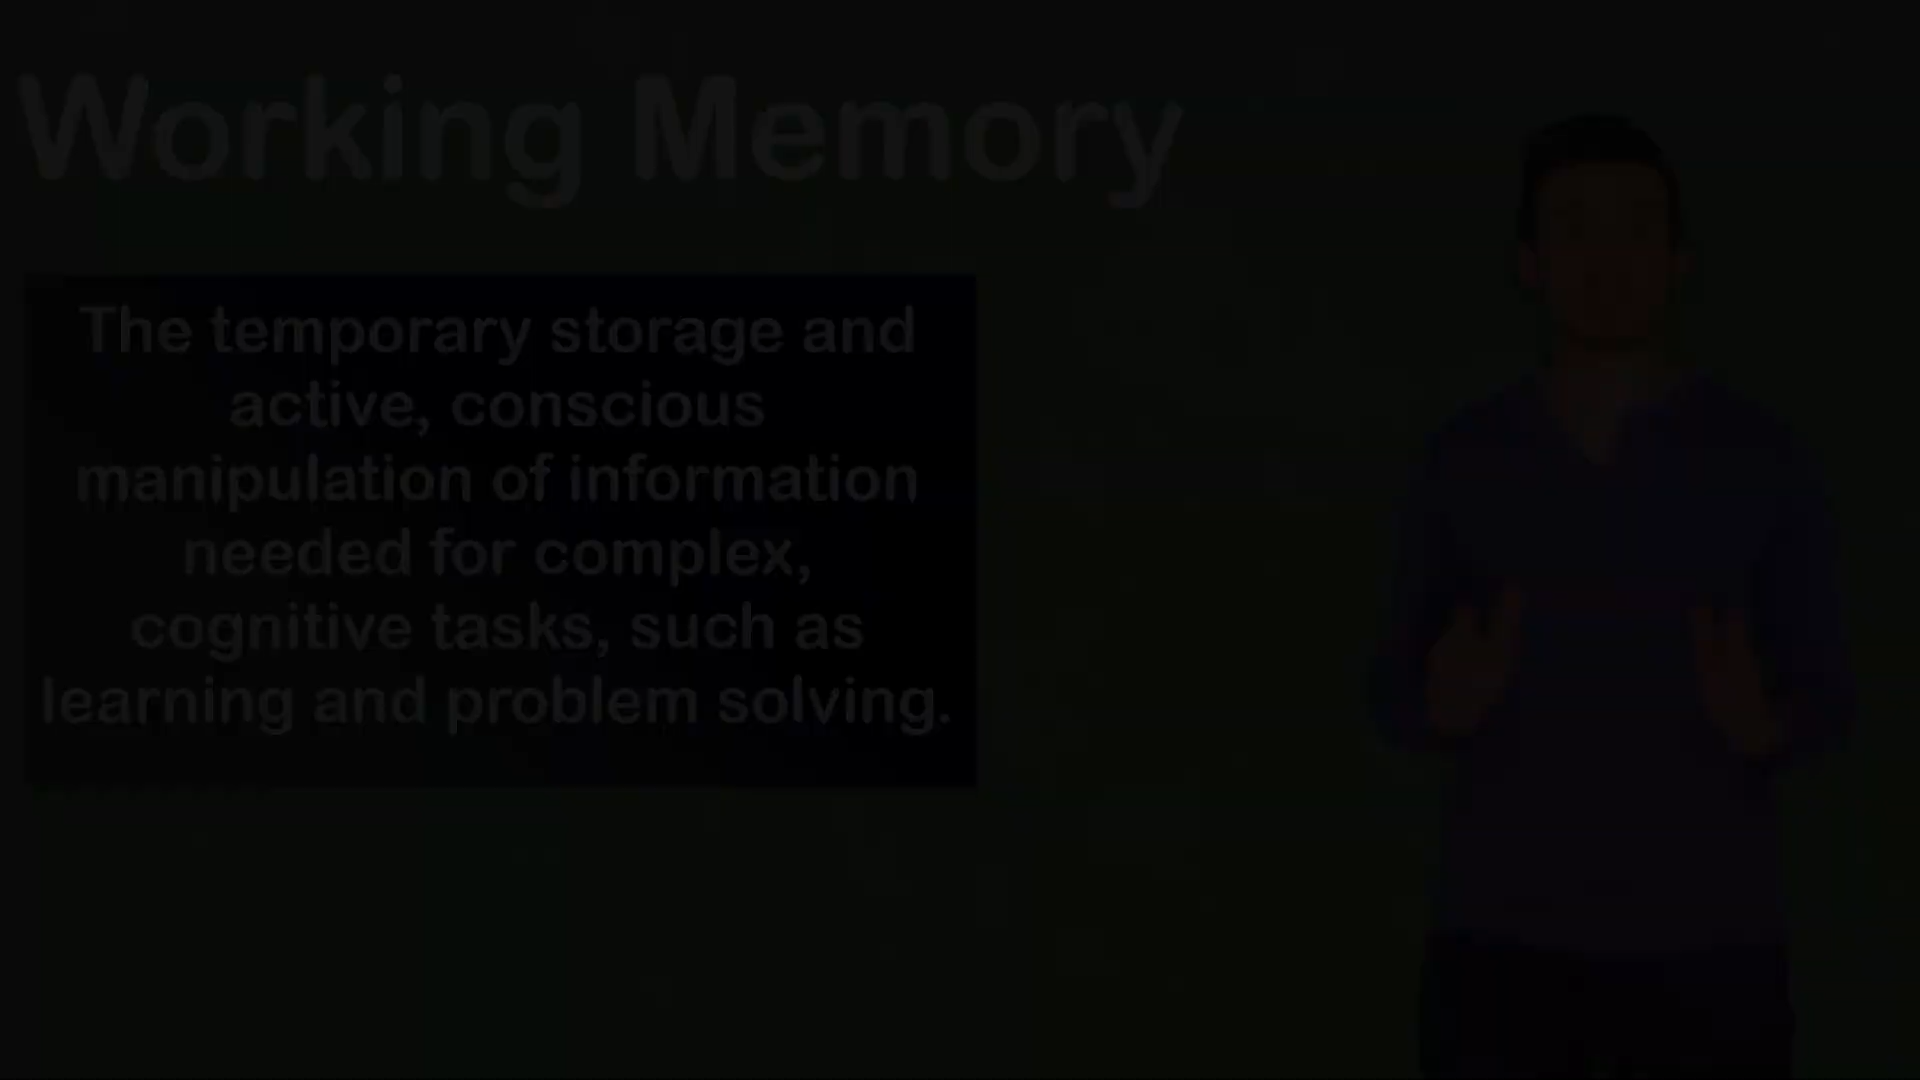 Working Memory
The temporary storage and
active, conscious
manipulation of information
needed for complex,
cognitive tasks, such as
learning and problem solving.